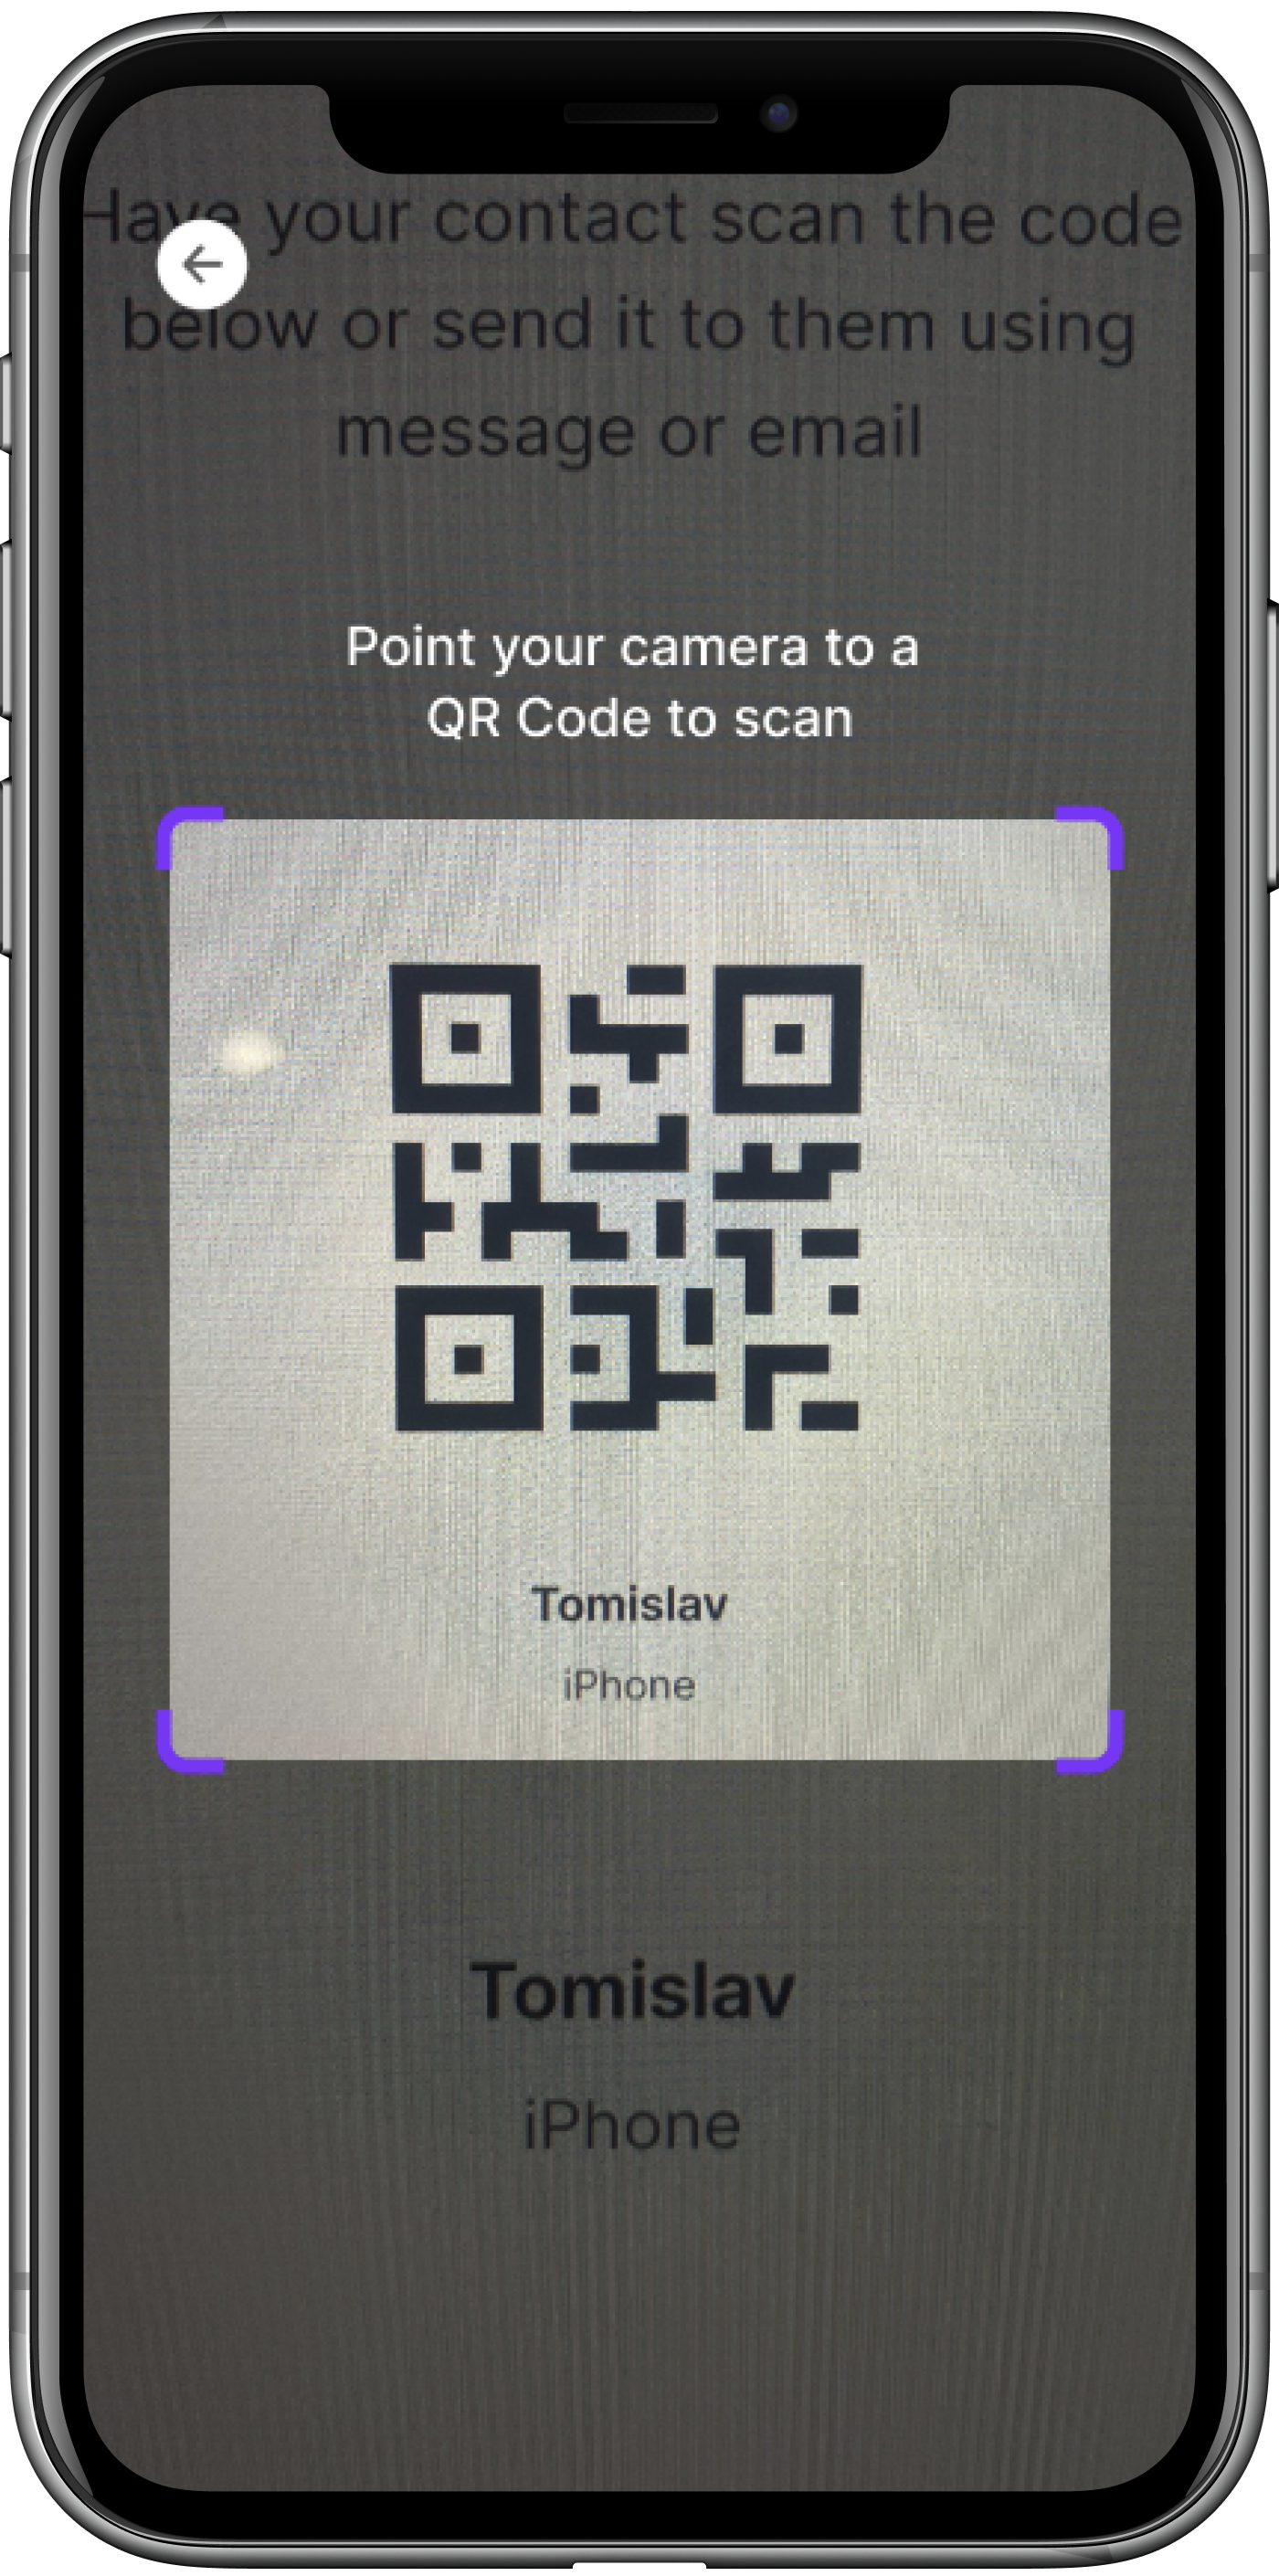 Have your contact scan the code
below or send it to them using
message or email
Point your camera to a
QR Code to scan
Tomislav
iPhone
Tomislav
iPhone